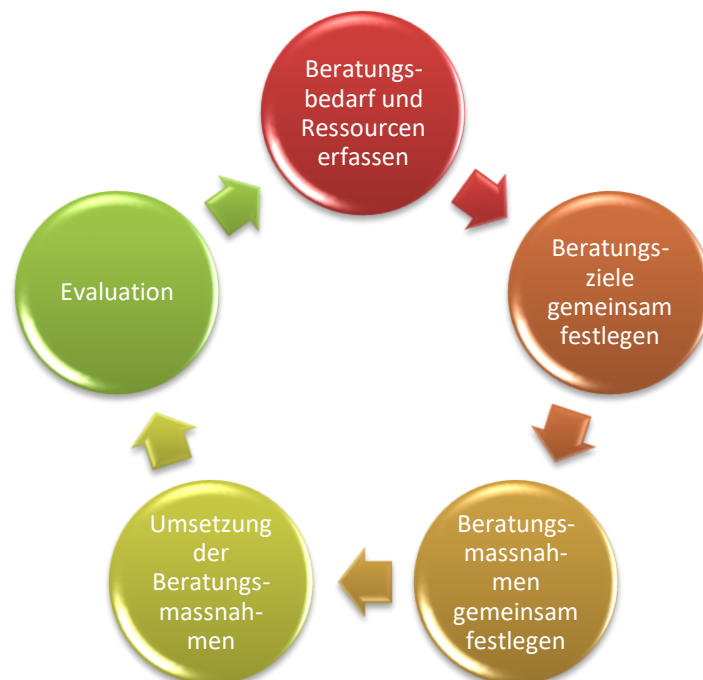 Beratungs-
bedarf und
Ressourcen
erfassen
Beratungs-
ziele
gemeinsam
festlegen
Beratungs-
massnah-
men
gemeinsam
festlegen
Umsetzung
der
Beratungs-
massnah-
men
Evaluation